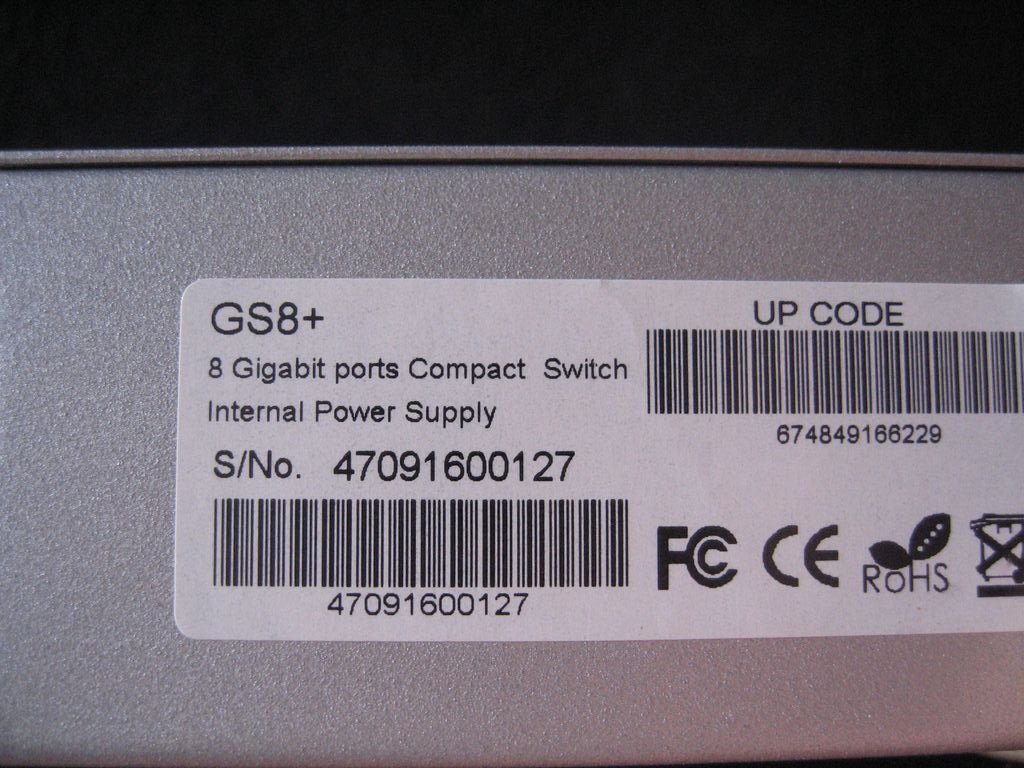 GS8+
8 Gigabit ports Compact Switch
Internal Power Supply
S/No. 47091600127
47091600127
UP CODE
674849166229
FC CE RoHS